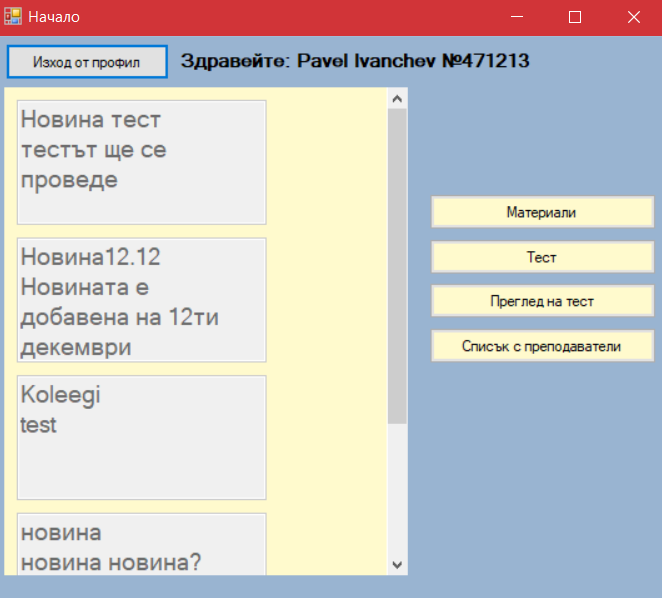 Начало
Изход от профил
Здравейте: Pavel Ivanchev №471213
Новина тест
тестът ще се
проведе
Новина12.12
Новината е
добавена на 12ти
декември
Koleegi
test
новина
новина новина?
Материали
Тест
Преглед на тест
Списък с преподаватели